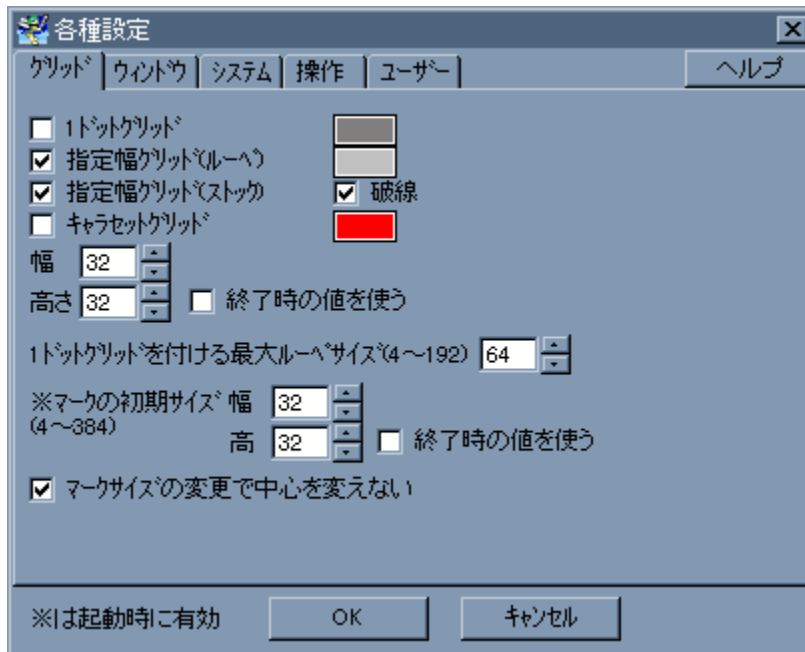 各種設定
ｸﾞﾘｯﾄﾞ ｳｨﾝﾄﾞｳ ｼｽﾃﾑ 操作 ﾕｰｻﾞｰ ヘルプ
1ﾄﾞｯﾄｸﾞﾘｯﾄﾞ
指定幅ｸﾞﾘｯﾄﾞ(ﾙｰﾍﾟ)
指定幅ｸﾞﾘｯﾄﾞ(ｽﾄｯｸ) 破線
ｷｬﾗｾｯﾄｸﾞﾘｯﾄﾞ
幅 32
高さ 32 終了時の値を使う
1ﾄﾞｯﾄｸﾞﾘｯﾄﾞを付ける最大ﾙｰﾍﾟｻｲｽﾞ(4～192) 64
※ﾏｰｸの初期ｻｲｽﾞ 幅 32
(4～384)
高 32 終了時の値を使う
ﾏｰｸｻｲｽﾞの変更で中心を変えない
※は起動時に有効 OK ｷｬﾝｾﾙ